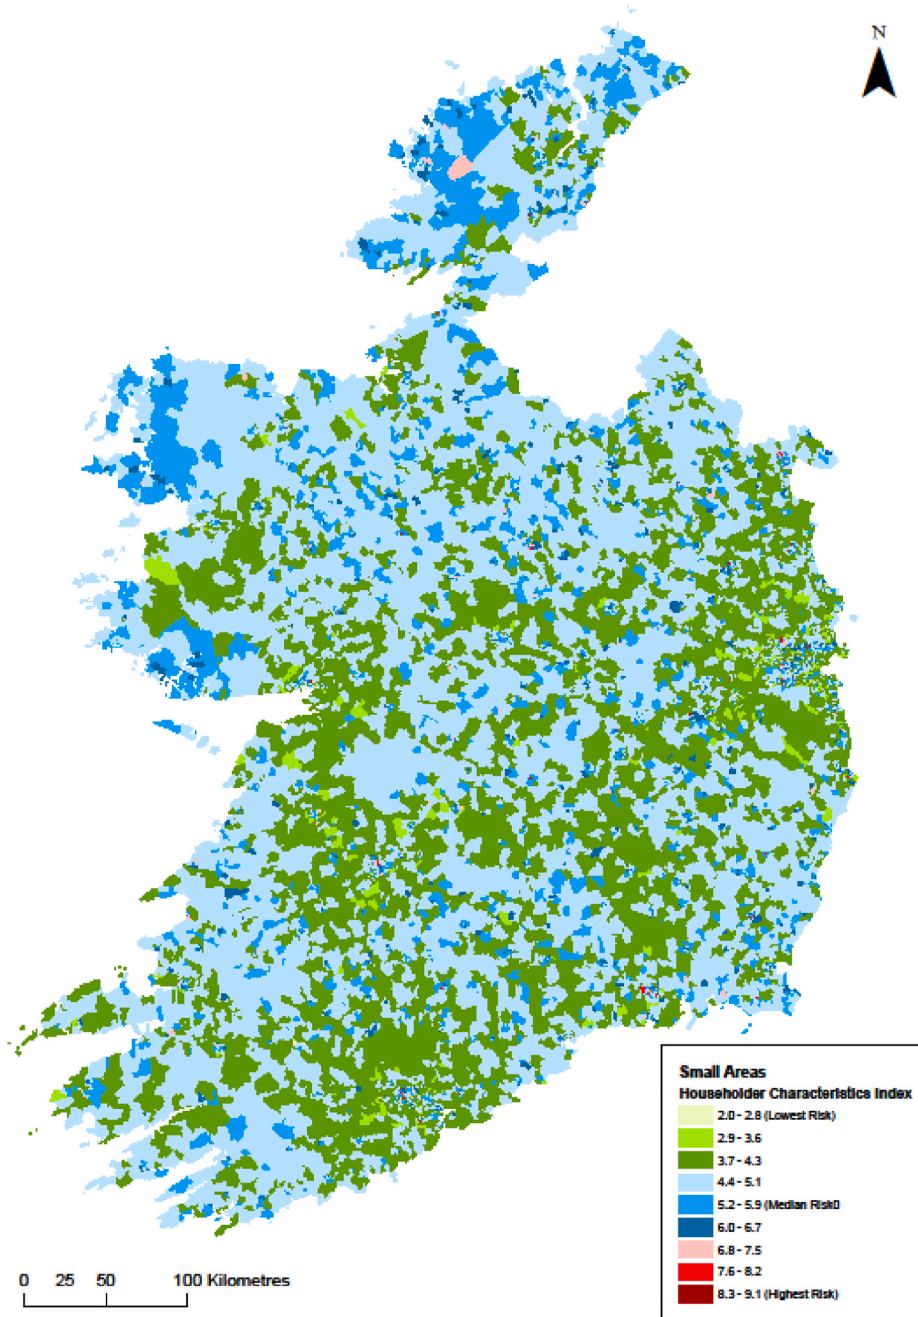 N
Small Areas
Householder Characteristics Index
2.0 - 2.8 (Lowest Risk)
2.9 - 3.6
3.7 - 4.3
4.4 - 5.1
5.2 - 5.9 (Median Risk0
6.0 - 6.7
6.8 - 7.5
7.6 - 8.2
8.3 - 9.1 (Highest Risk)
0 25 50 100 Kilometres